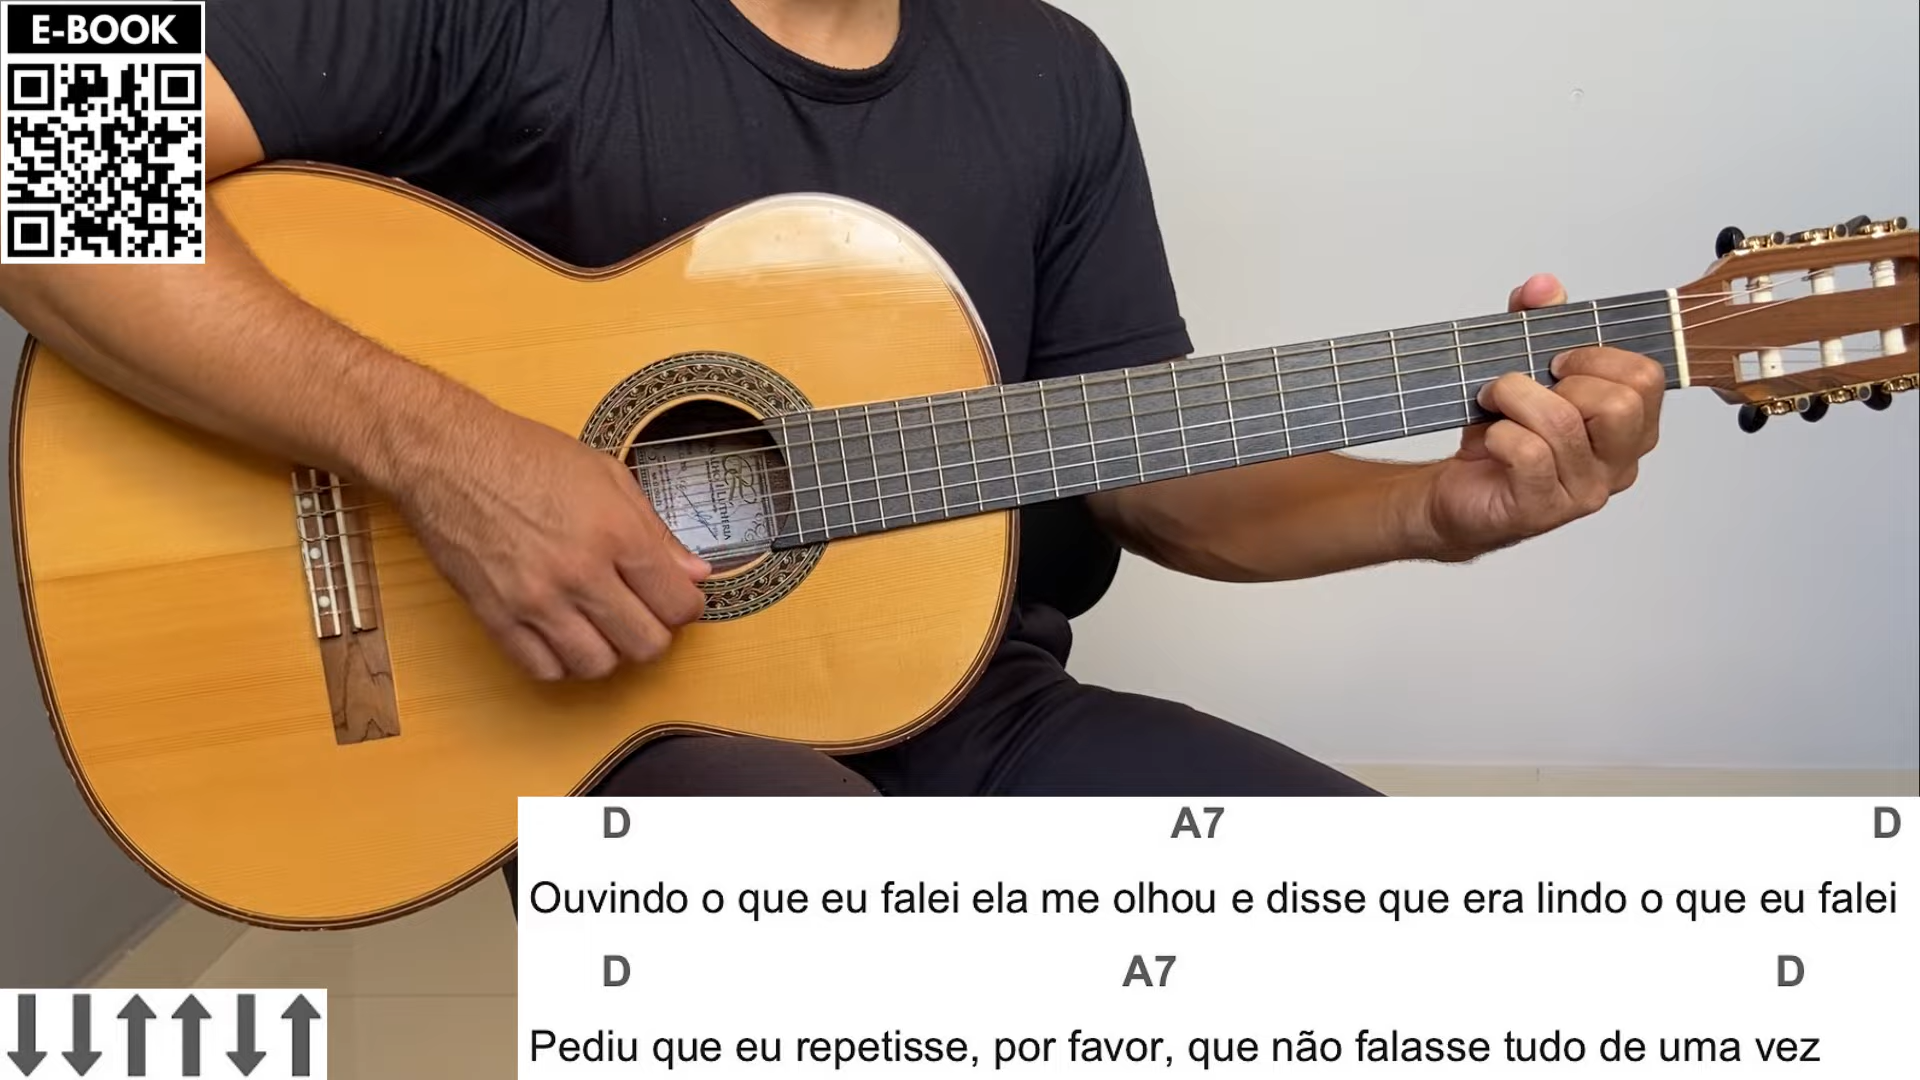 E-BOOK
D A7 D
Ouvindo o que eu falei ela me olhou e disse que era lindo o que eu falei
D A7 D
Pediu que eu repetisse, por favor, que não falasse tudo de uma vez